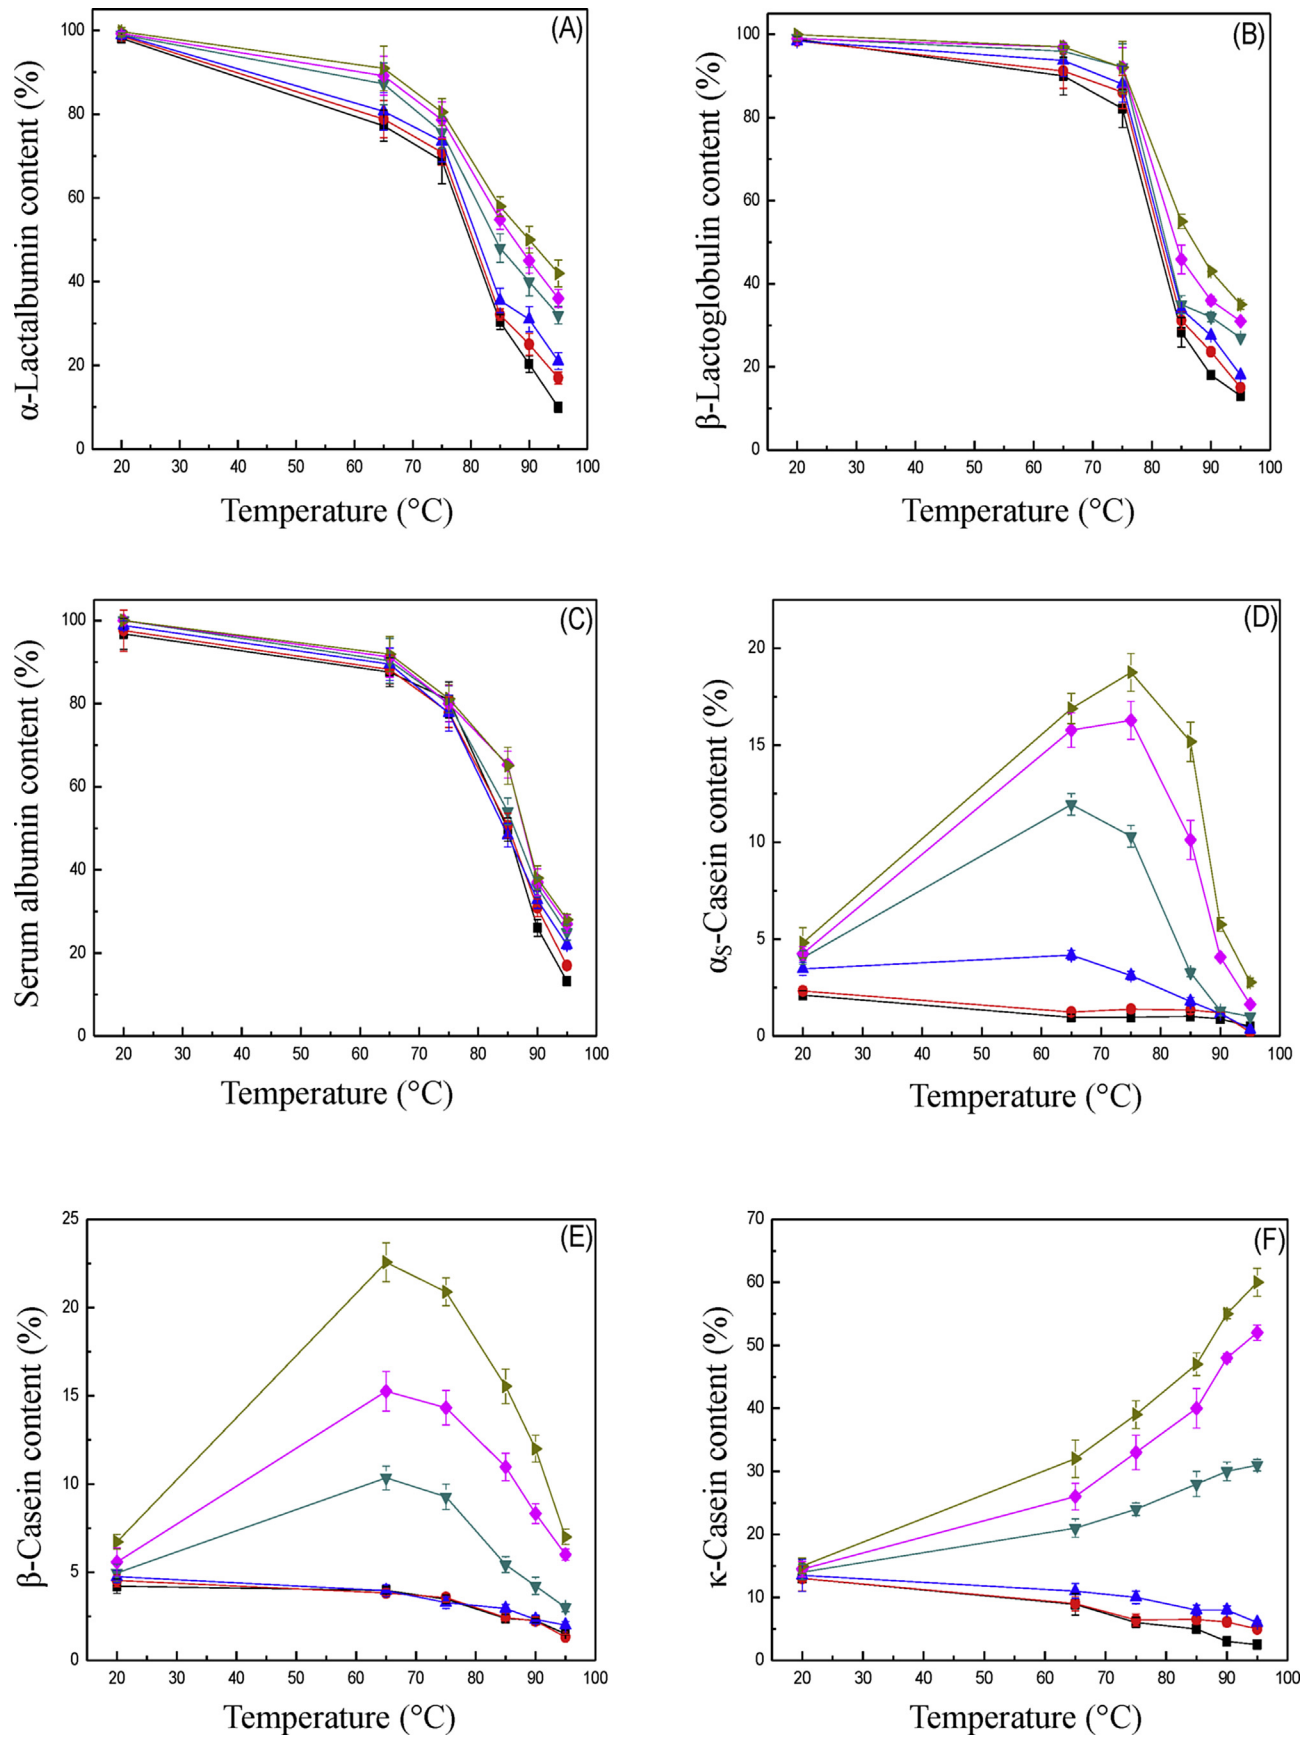 (A)
α-Lactalbumin content (%)
100
80
60
40
20
0
20 30 40 50 60 70 80 90 100
Temperature (°C)
(B)
β-Lactoglobulin content (%)
100
80
60
40
20
0
20 30 40 50 60 70 80 90 100
Temperature (°C)
(C)
Serum albumin content (%)
100
80
60
40
20
0
20 30 40 50 60 70 80 90 100
Temperature (°C)
(D)
αS-Casein content (%)
20
15
10
5
0
20 30 40 50 60 70 80 90 100
Temperature (°C)
(E)
β-Casein content (%)
25
20
15
10
5
0
20 30 40 50 60 70 80 90 100
Temperature (°C)
(F)
κ-Casein content (%)
70
60
50
40
30
20
10
0
20 30 40 50 60 70 80 90 100
Temperature (°C)